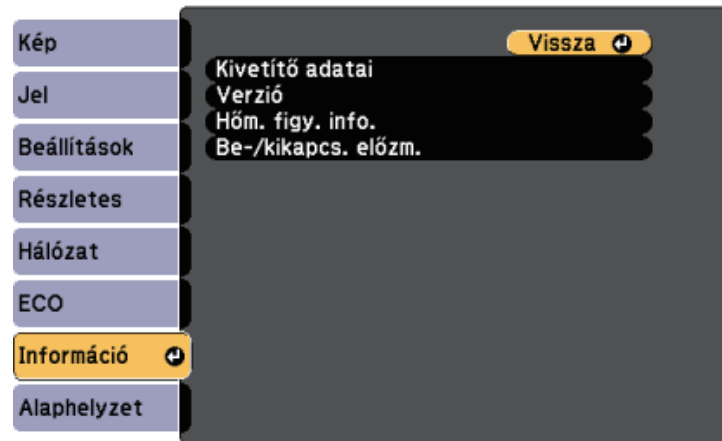 Kép
Jel
Beállítások
Részletes
Hálózat
ECO
Információ
Alaphelyzet
Vissza
Kivetítő adatai
Verzió
Hőm. figy. info.
Be-/kikapcs. előzm.